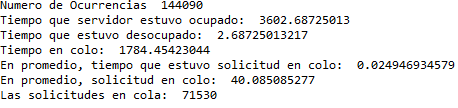 Numero de Ocurrencias  144090
Tiempo que servidor estuvo ocupado:  3602.68725013
Tiempo que estuvo desocupado:  2.68725013217
Tiempo en colo:  1784.45423044
En promedio, tiempo que estuvo solicitud en colo:  0.024946934579
En promedio, solicitud en colo:  40.085085277
Las solicitudes en cola:  71530